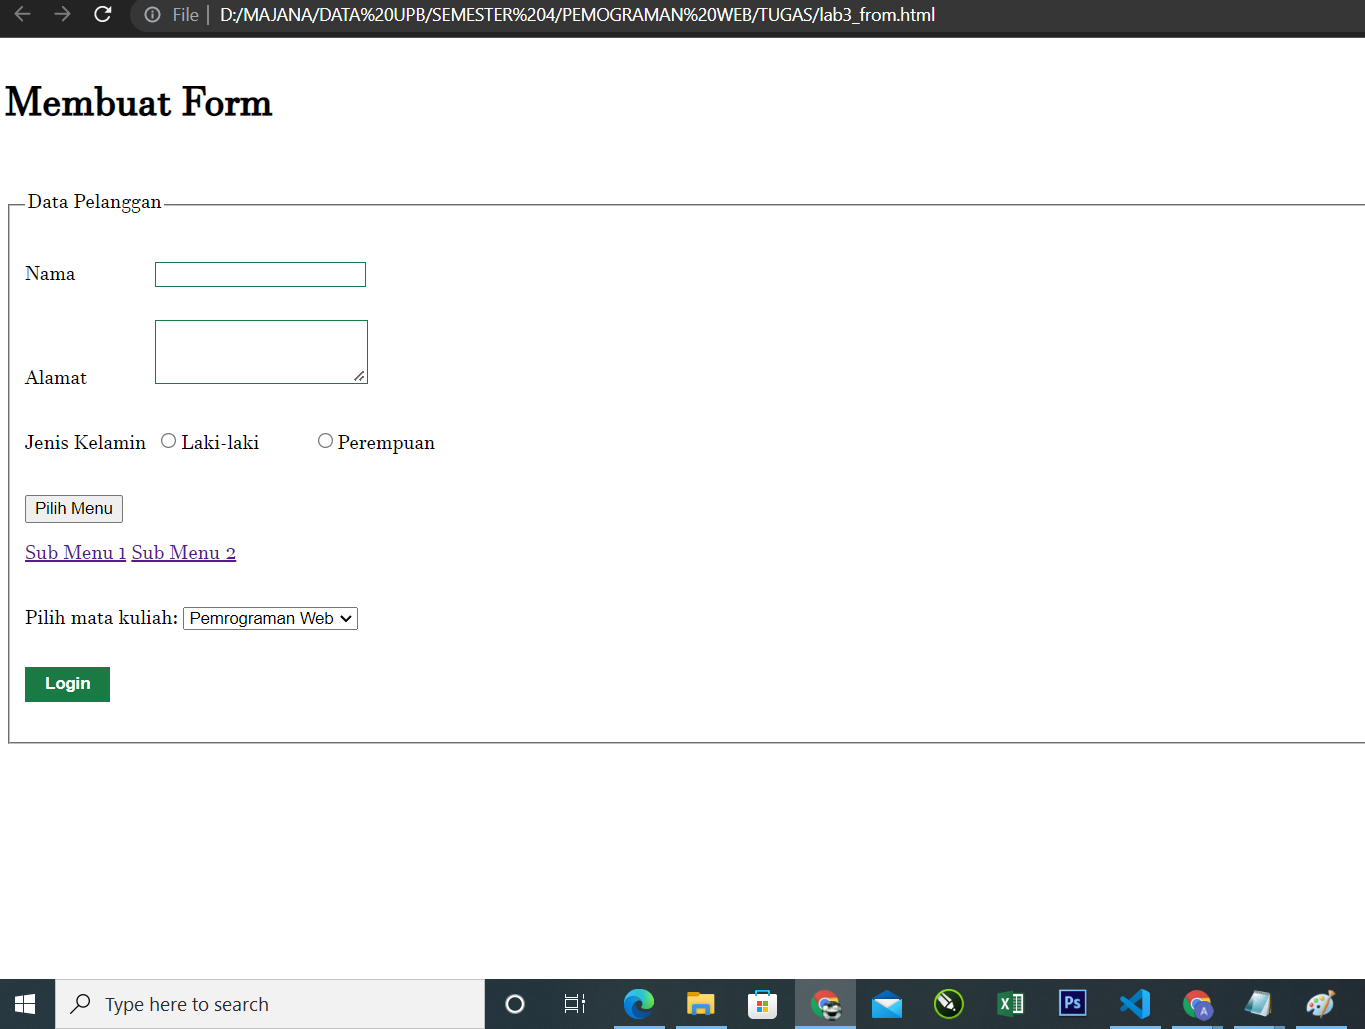 File | D:/MAJANA/DATA%20UPB/SEMESTER%204/PEMOGRAMAN%20WEB/TUGAS/lab3_from.html
Membuat Form
Data Pelanggan
Nama
Alamat
Jenis Kelamin Laki-laki Perempuan
Pilih Menu
Sub Menu 1 Sub Menu 2
Pilih mata kuliah: Pemrograman Web
Login
Type here to search
X
Ps
A